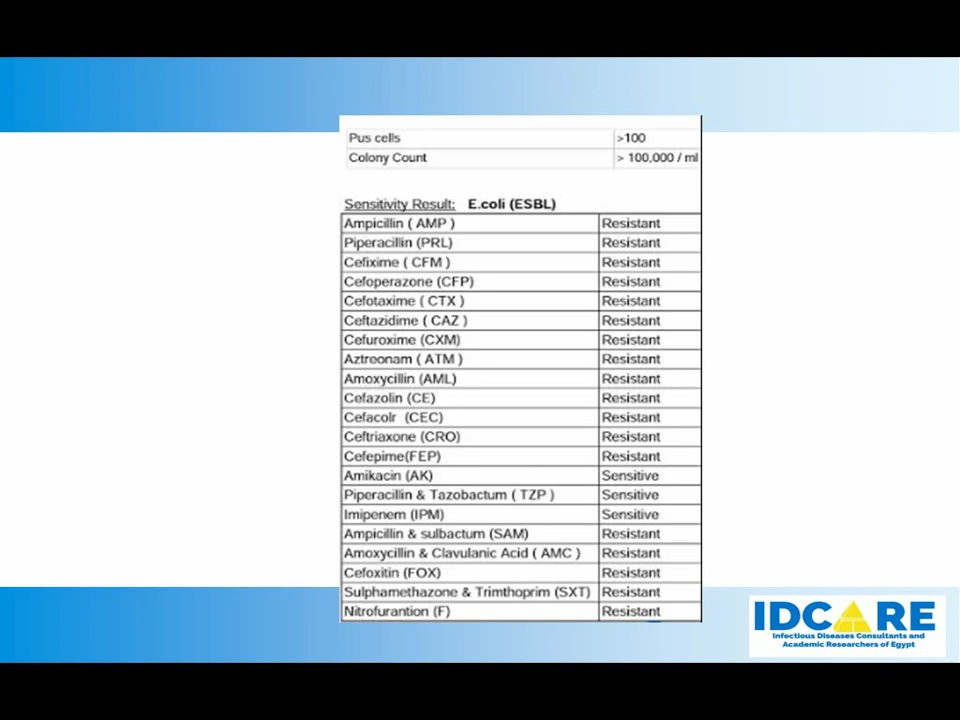 Pus cells >100
Colony Count > 100,000 / ml
Sensitivity Result: E.coli (ESBL)
Ampicillin ( AMP ) Resistant
Piperacillin (PRL) Resistant
Cefixime ( CFM ) Resistant
Cefoperazone (CFP) Resistant
Cefotaxime ( CTX ) Resistant
Ceftazidime ( CAZ ) Resistant
Cefuroxime (CXM) Resistant
Aztreonam ( ATM ) Resistant
Amoxycillin (AML) Resistant
Cefazolin (CE) Resistant
Cefacolr (CEC) Resistant
Ceftriaxone (CRO) Resistant
Cefepime(FEP) Resistant
Amikacin (AK) Sensitive
Piperacillin & Tazobactum ( TZP ) Sensitive
Imipenem (IPM) Sensitive
Ampicillin & sulbactum (SAM) Resistant
Amoxycillin & Clavulanic Acid ( AMC ) Resistant
Cefoxitin (FOX) Resistant
Sulphamethazone & Trimthoprim (SXT) Resistant
Nitrofurantion (F) Resistant
IDCARE
Infectious Diseases Consultants and
Academic Researchers of Egypt